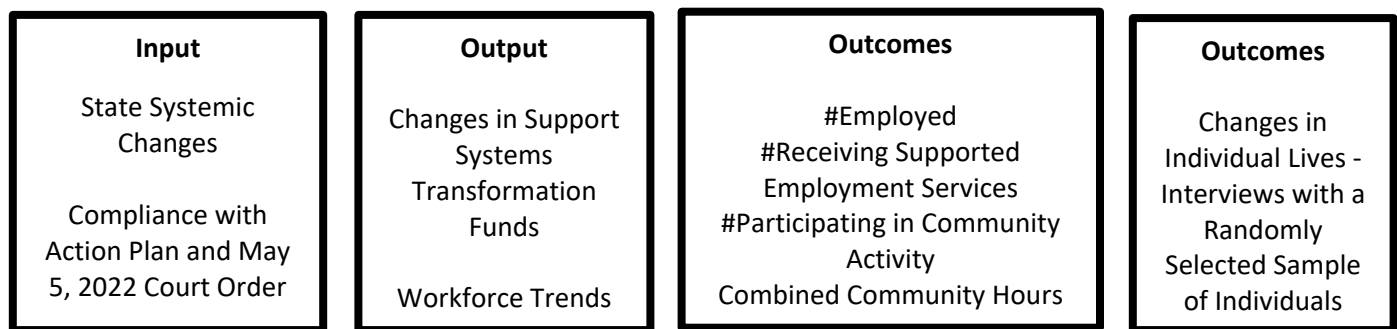 Input
State Systemic
Changes
Compliance with
Action Plan and May
5, 2022 Court Order
Output
Changes in Support
Systems
Transformation
Funds
Workforce Trends
Outcomes
#Employed
#Receiving Supported
Employment Services
#Participating in Community
Activity
Combined Community Hours
Outcomes
Changes in
Individual Lives -
Interviews with a
Randomly
Selected Sample
of Individuals